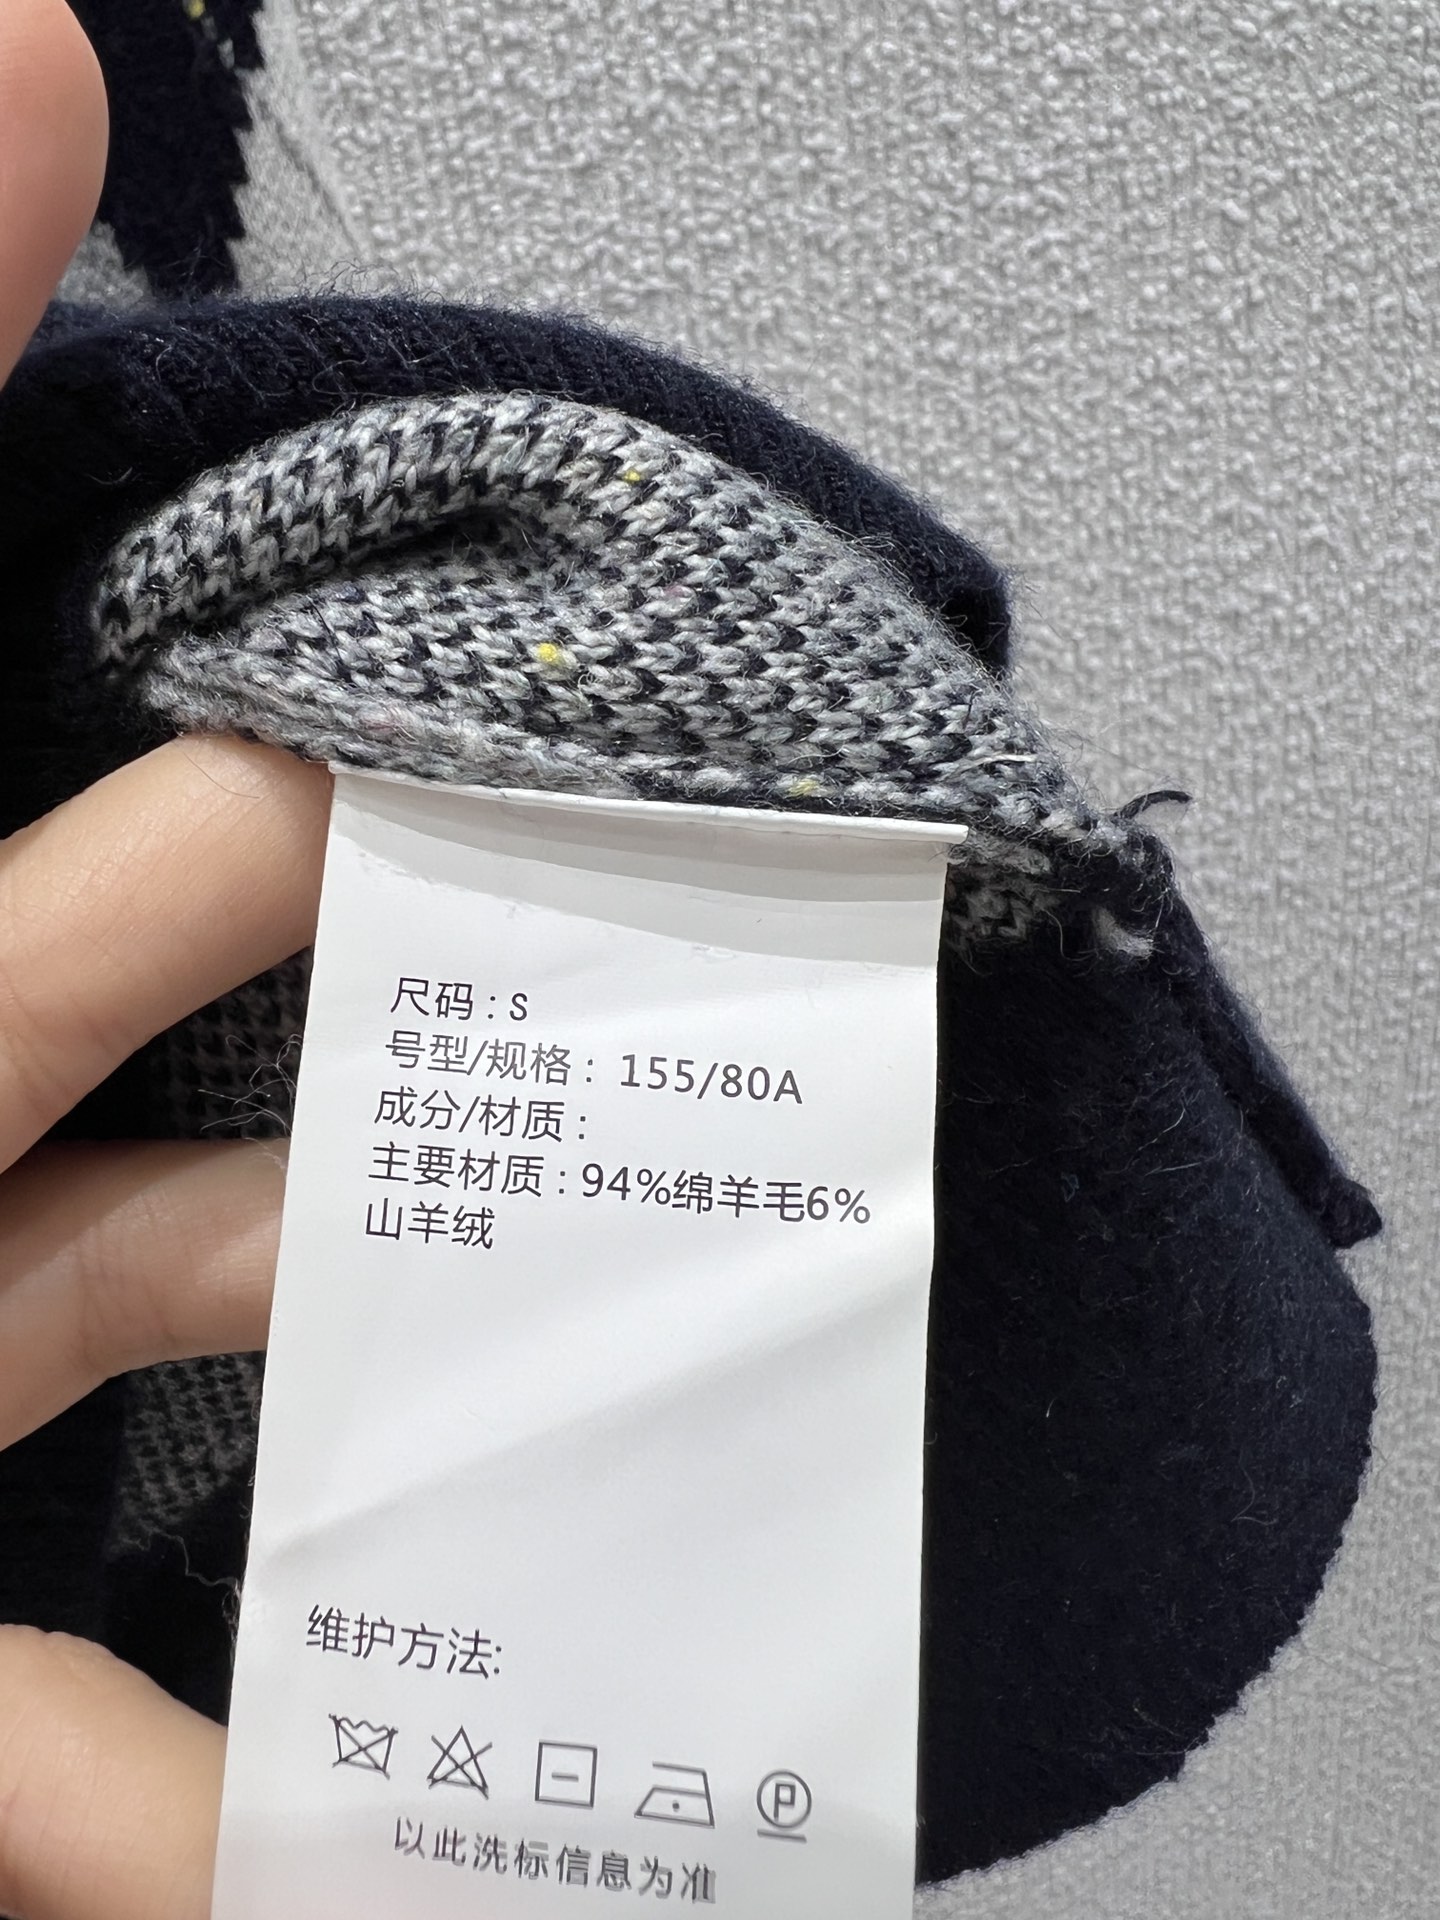 尺码：S
号型/规格：155/80A
成分/材质：
主要材质：94%绵羊毛6%
山羊绒
维护方法:
P
以此洗标信息为准